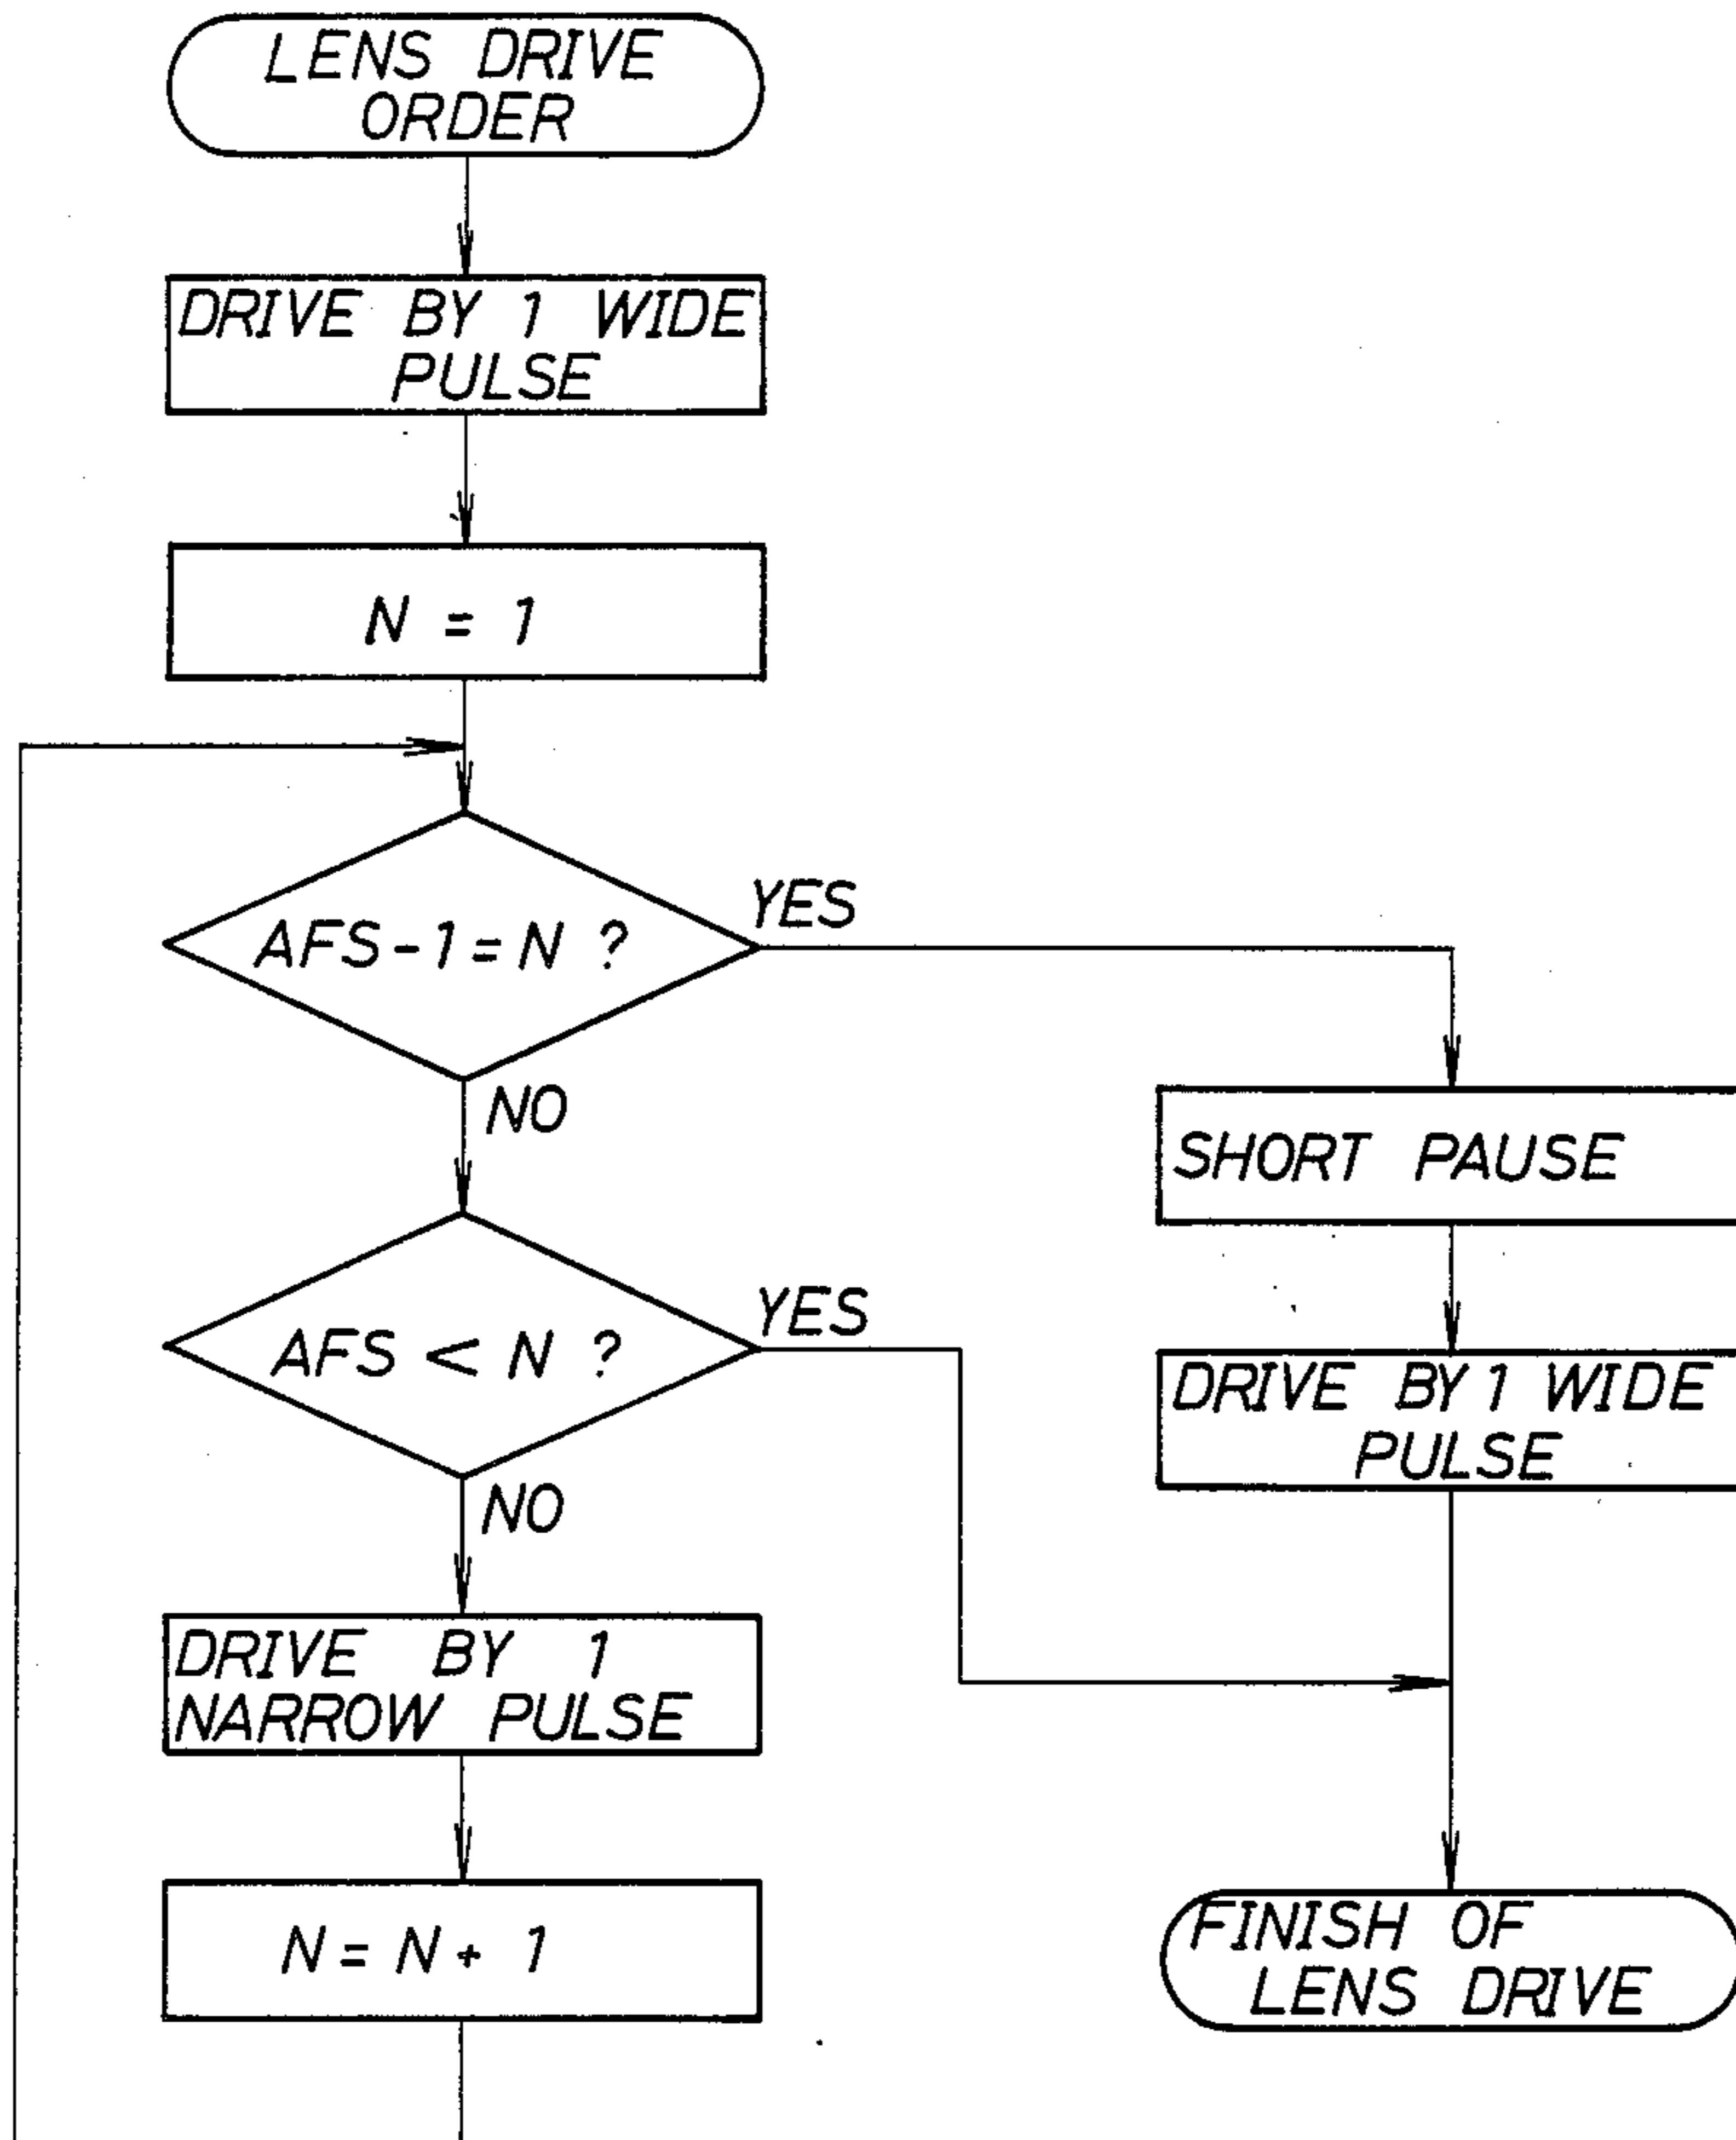 LENS DRIVE
ORDER
DRIVE BY 1 WIDE
PULSE
N = 1
AFS-1=N ?
YES
NO
SHORT PAUSE
AFS < N ?
YES
DRIVE BY 1 WIDE
PULSE
NO
DRIVE BY 1
NARROW PULSE
N = N + 1
FINISH OF
LENS DRIVE